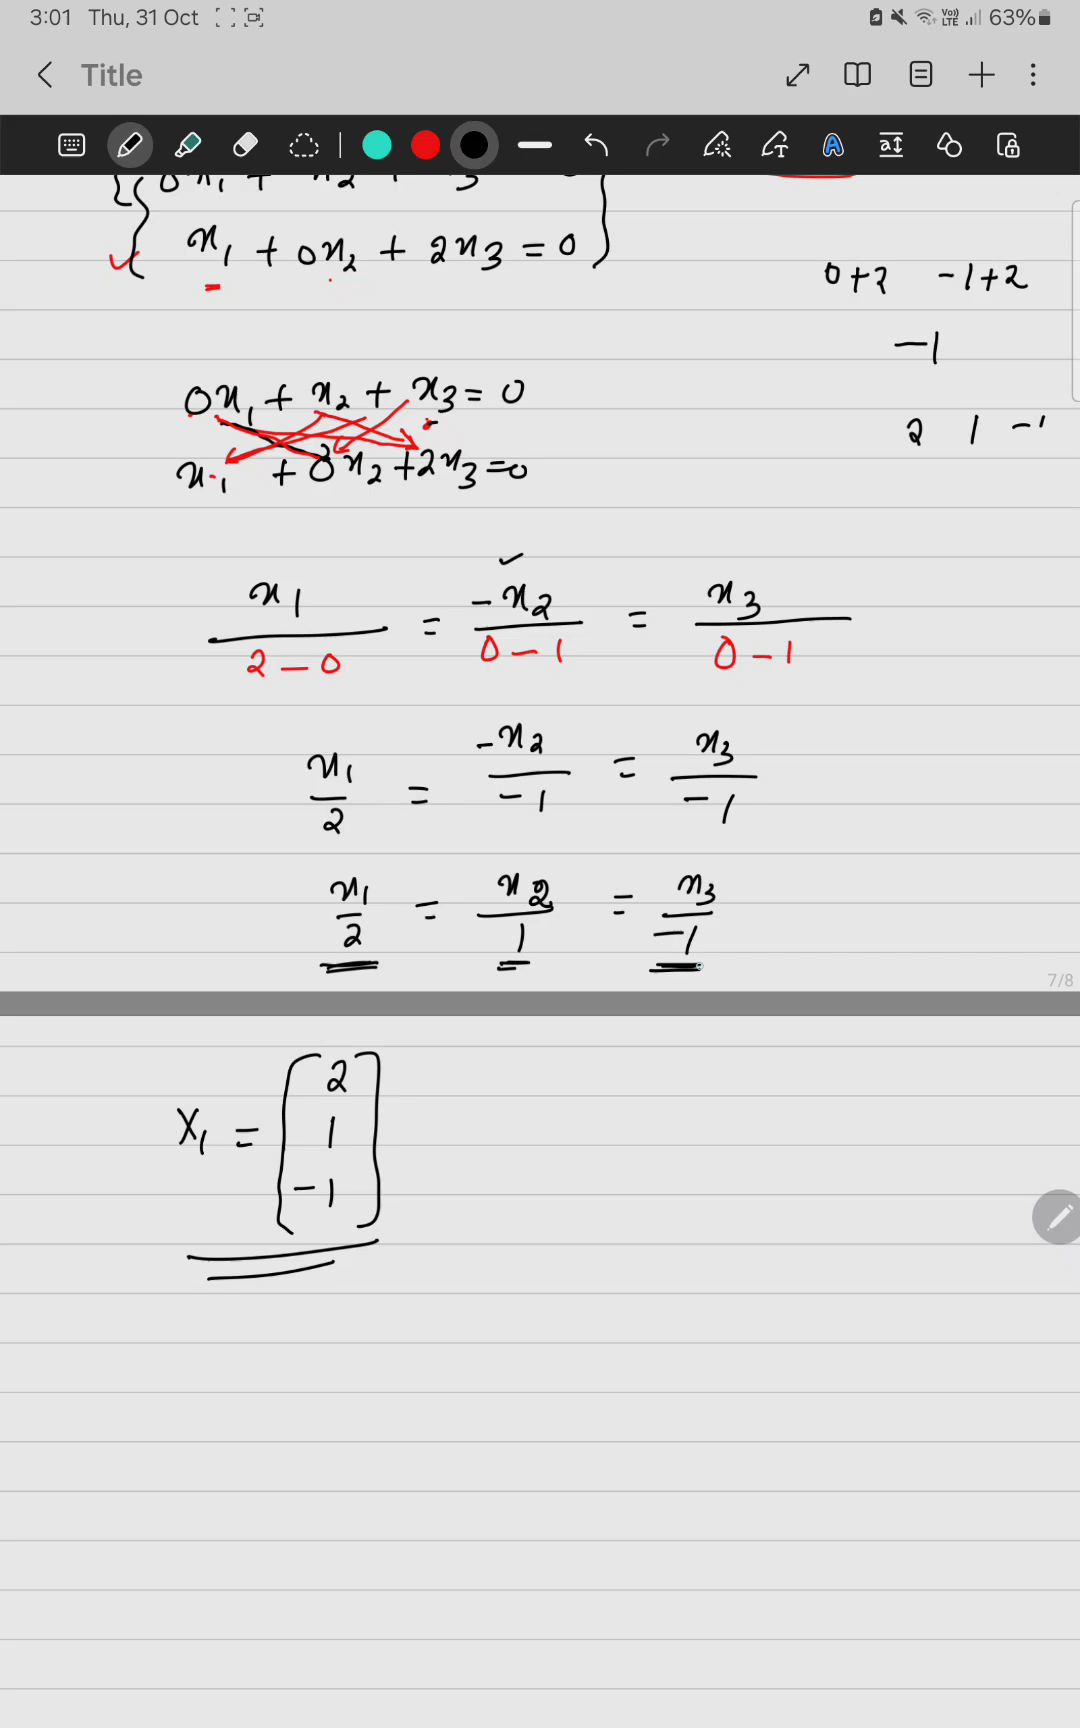 3:01 Thu, 31 Oct 63%
Title
x₁ + 0x₂ + 2x₃ = 0
0+2 -1+2
-1
0x₁ + x₂ + x₃ = 0
2 1 -1
x₁ + 0x₂ + 2x₃ = 0
x₁/2-0 = -x₂/0-1 = x₃/0-1
x₁/2 = -x₂/-1 = x₃/-1
x₁/2 = x₂/1 = x₃/-1
7/8
X₁ = [2
1
-1]